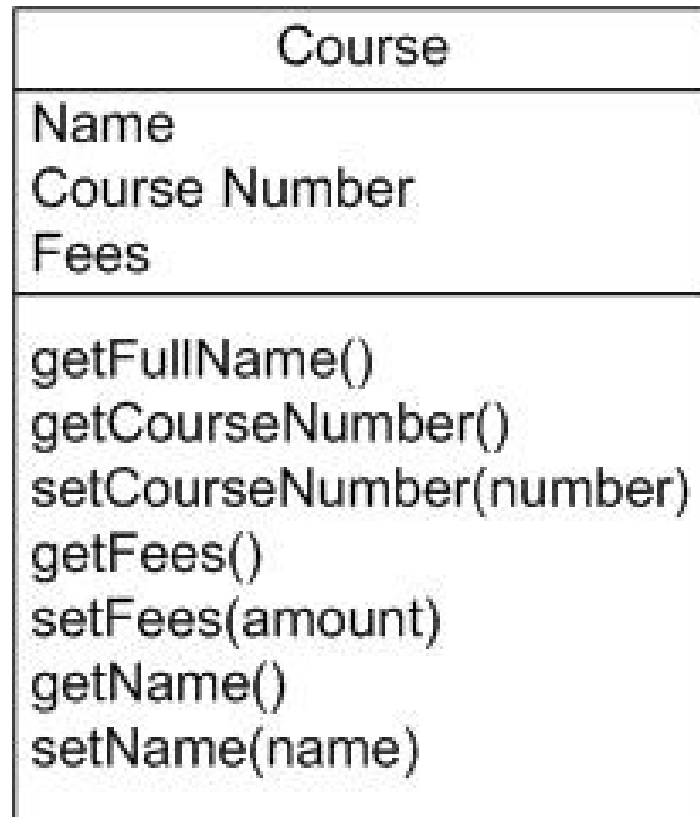 Course
Name
Course Number
Fees
getFullName()
getCourseNumber()
setCourseNumber(number)
getFees()
setFees(amount)
getName()
setName(name)